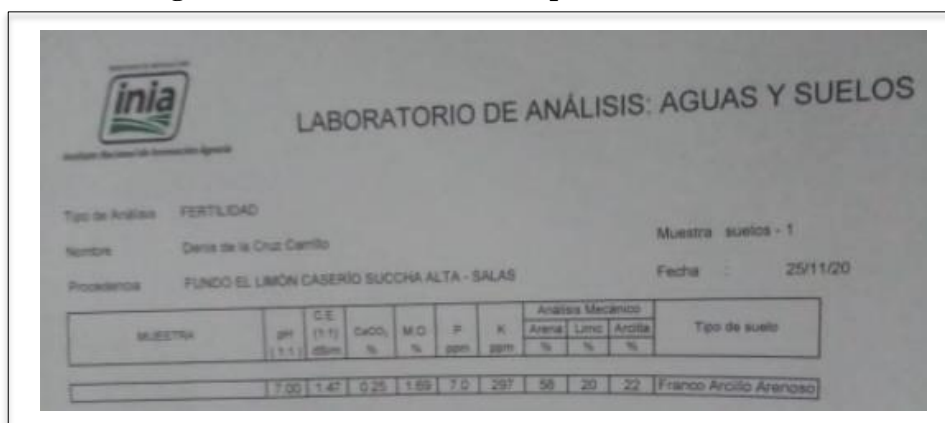 inia
LABORATORIO DE ANÁLISIS: AGUAS Y SUELOS
Tipo de Análisis FERTILIDAD
Nombre Denis de la Cruz Carrillo
Muestra suelos - 1
Procedencia FUNDO EL LIMÓN CASERÍO SUCCHA ALTA - SALAS
Fecha : 25/11/20
MUESTRA pH (1:1) C.E. (1:1) dS/m CaCO₃ % M.O % P ppm K ppm Análisis Mecánico Arena % Limo % Arcilla % Tipo de suelo
7.00 1.47 0.25 1.69 7.0 297 58 20 22 Franco Arcillo Arenoso